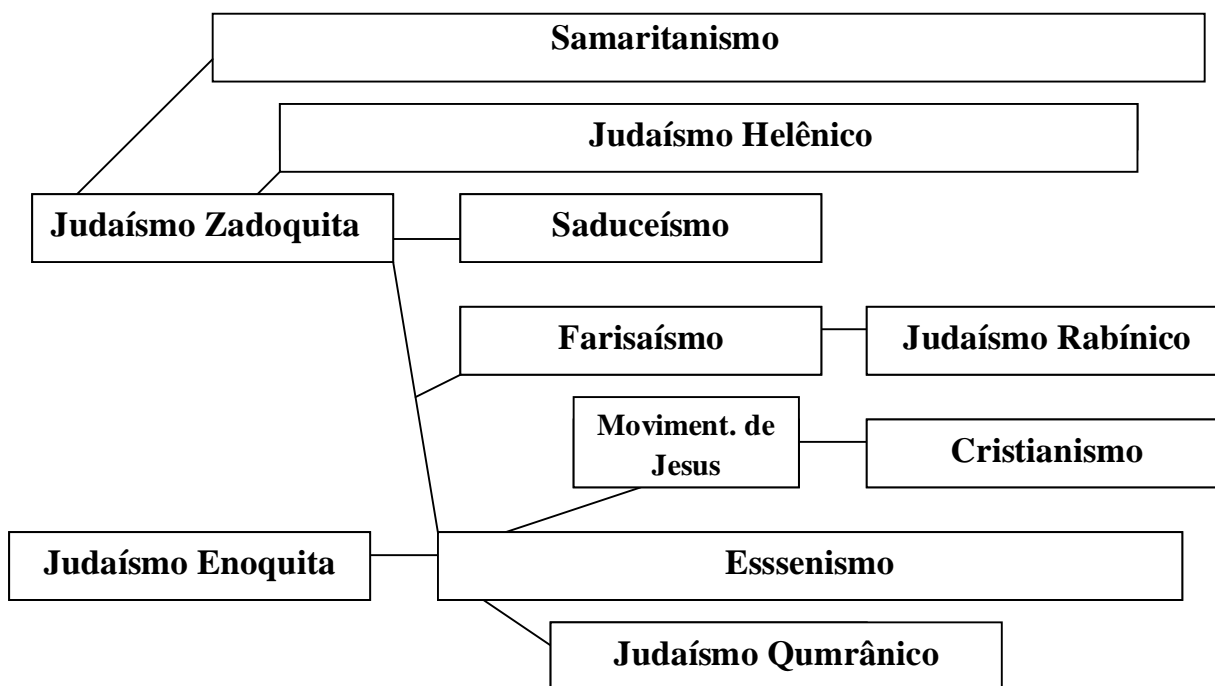 Samaritanismo
Judaísmo Helênico
Judaísmo Zadoquita
Saduceísmo
Farisaísmo
Judaísmo Rabínico
Moviment. de
Jesus
Cristianismo
Judaísmo Enoquita
Esssenismo
Judaísmo Qumrânico